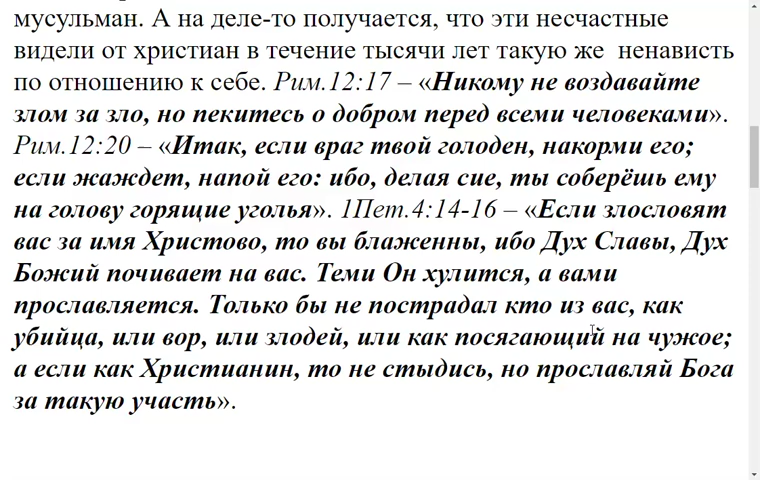 мусульман. А на деле-то получается, что эти несчастные
видели от христиан в течение тысячи лет такую же ненависть
по отношению к себе. Рим.12:17 – «Никому не воздавайте
злом за зло, но пекитесь о добром перед всеми человеками».
Рим.12:20 – «Итак, если враг твой голоден, накорми его;
если жаждет, напой его: ибо, делая сие, ты соберёшь ему
на голову горящие уголья». 1Пет.4:14-16 – «Если злословят
вас за имя Христово, то вы блаженны, ибо Дух Славы, Дух
Божий почивает на вас. Теми Он хулится, а вами
прославляется. Только бы не пострадал кто из вас, как
убийца, или вор, или злодей, или как посягающий на чужое;
а если как Христианин, то не стыдись, но прославляй Бога
за такую участь».